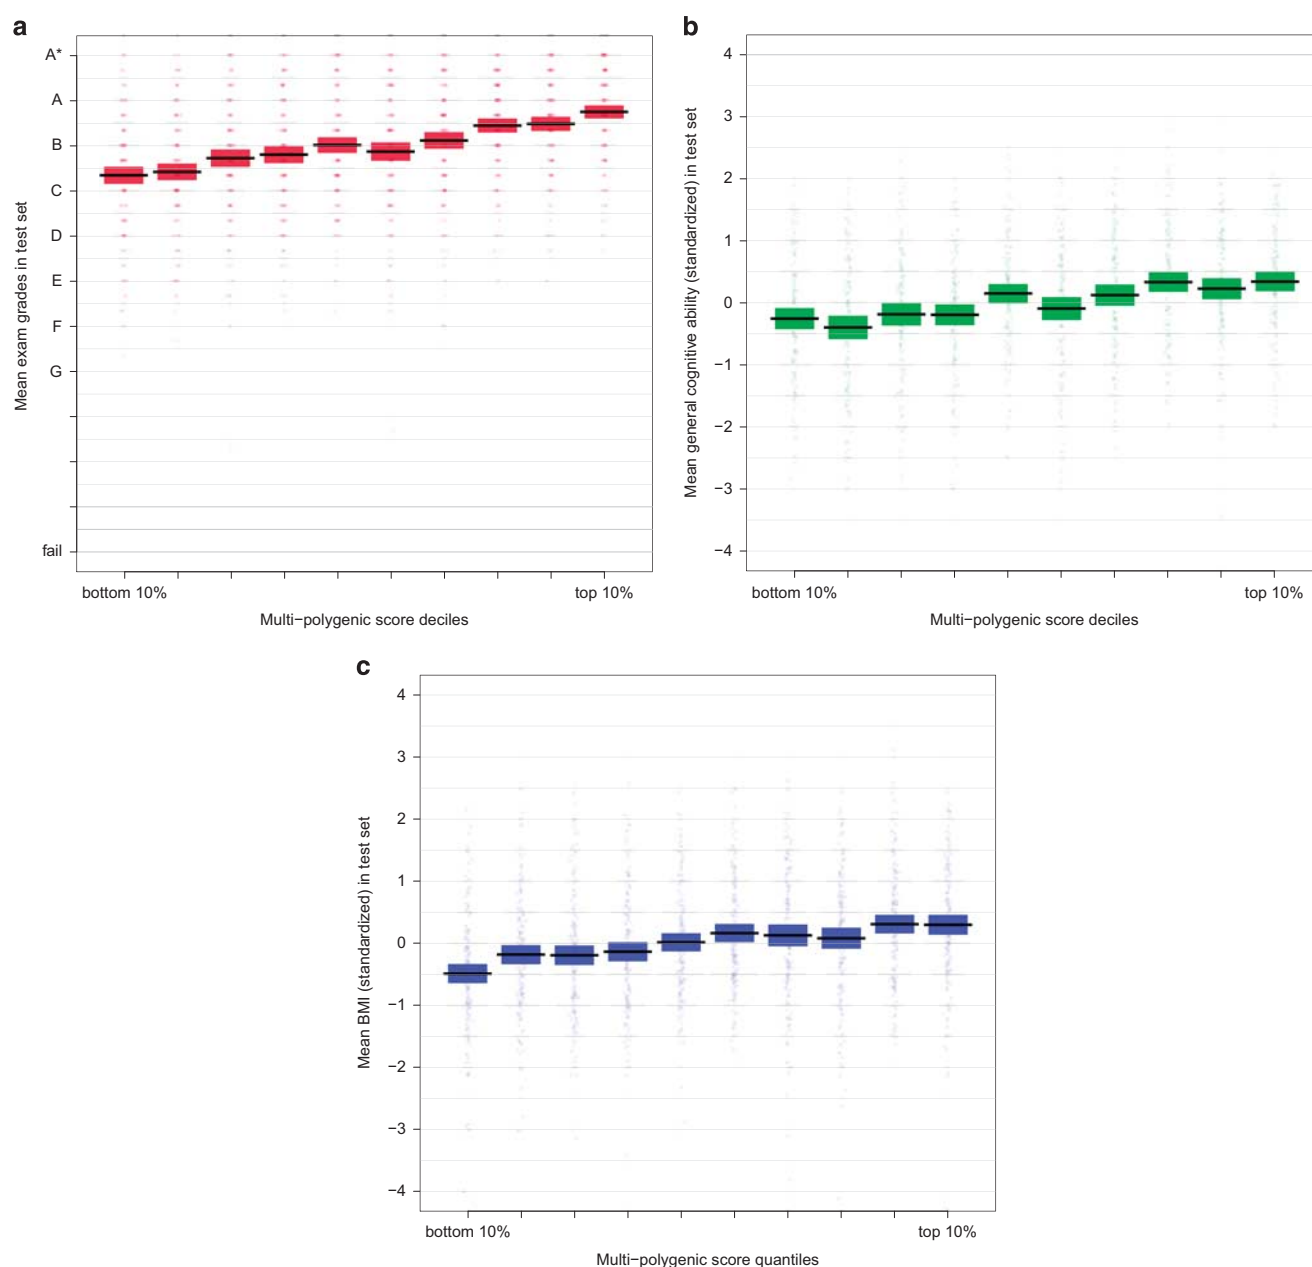 a
Mean exam grades in test set
A*
A
B
C
D
E
F
G
fail
bottom 10%
top 10%
Multi−polygenic score deciles
b
Mean general cognitive ability (standardized) in test set
4
3
2
1
0
−1
−2
−3
−4
bottom 10%
top 10%
Multi−polygenic score deciles
c
Mean BMI (standardized) in test set
4
3
2
1
0
−1
−2
−3
−4
bottom 10%
top 10%
Multi−polygenic score quantiles